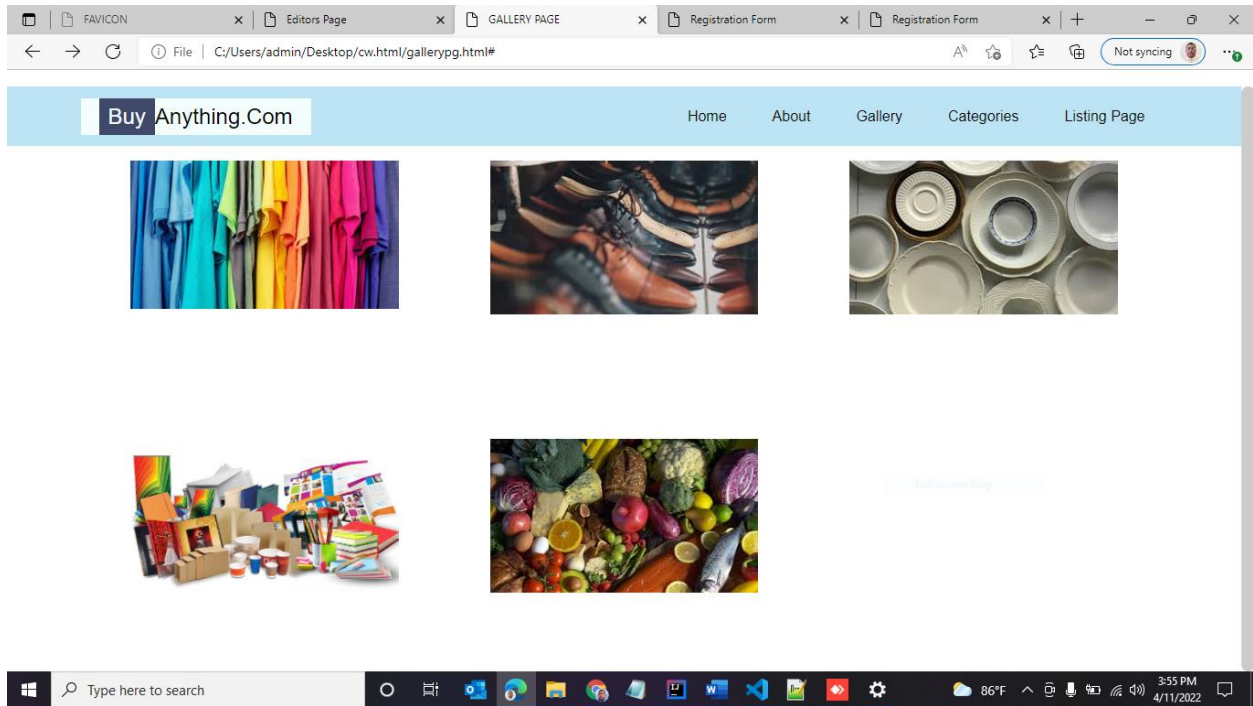 FAVICON
Editors Page
GALLERY PAGE
Registration Form
Registration Form
File
C:/Users/admin/Desktop/cw.html/gallerypg.html#
Not syncing
Buy Anything.Com
Home
About
Gallery
Categories
Listing Page
Type here to search
86°F
3:55 PM
4/11/2022